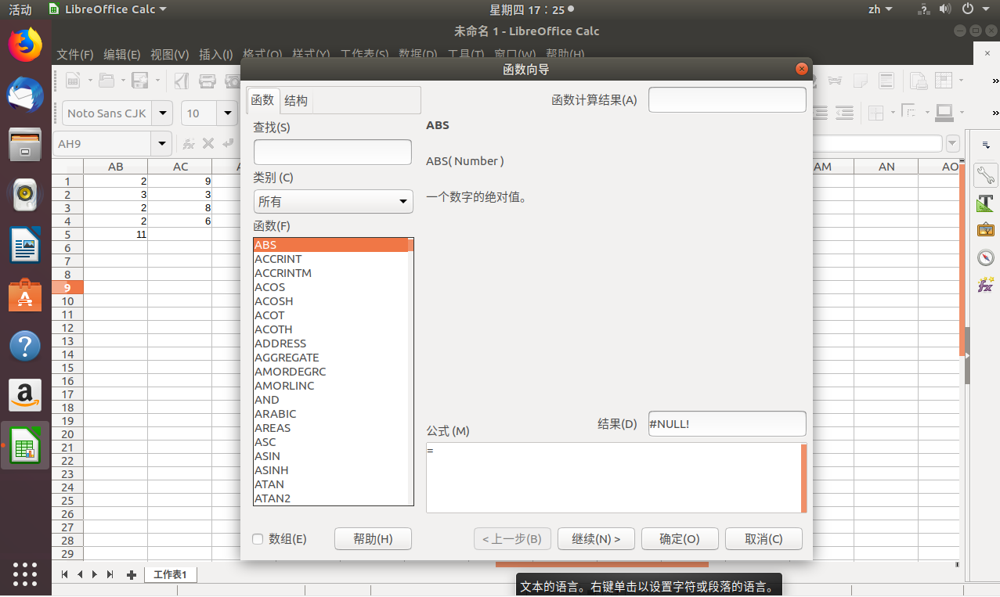 活动
LibreOffice Calc
星期四 17：25
zh
未命名 1 - LibreOffice Calc
文件(F) 编辑(E) 视图(V) 插入(I) 格式(O) 样式(Y) 工作表(S) 数据(D) 工具(T) 窗口(W) 帮助(H)
函数向导
Noto Sans CJK
10
AH9
AB AC AM AN AO
1 2 9
2 3 3
3 2 8
4 2 6
5 11
6
7
8
9
10
11
12
13
14
15
16
17
18
19
20
21
22
23
24
25
26
27
28
29
函数
结构
查找(S)
类别 (C)
所有
函数(F)
ABS
ACCRINT
ACCRINTM
ACOS
ACOSH
ACOT
ACOTH
ADDRESS
AGGREGATE
AMORDEGRC
AMORLINC
AND
ARABIC
AREAS
ASC
ASIN
ASINH
ATAN
ATAN2
函数计算结果(A)
ABS
ABS( Number )
一个数字的绝对值。
公式 (M)
结果(D)
#NULL!
=
数组(E)
帮助(H)
< 上一步(B)
继续(N) >
确定(O)
取消(C)
工作表1
文本的语言。右键单击以设置字符或段落的语言。